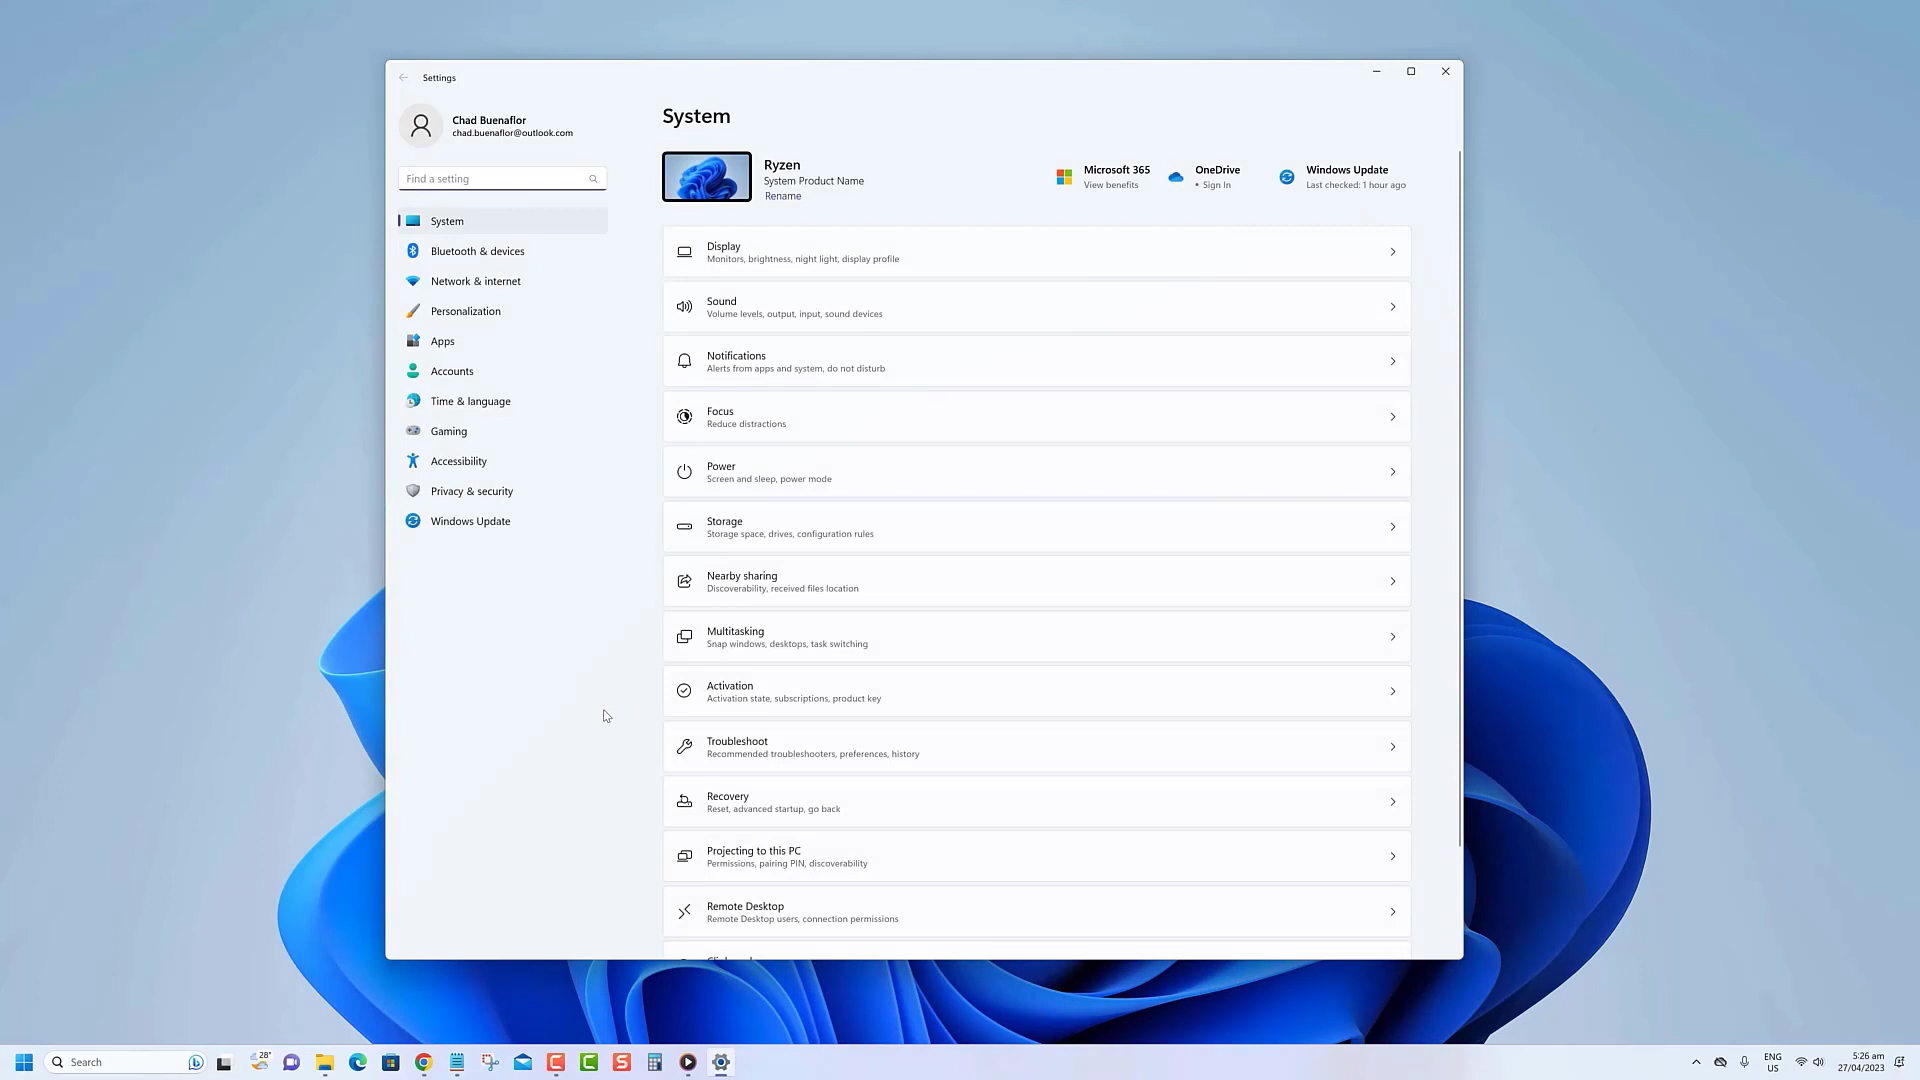 Settings
Chad Buenaflor
chad.buenaflor@outlook.com
Find a setting
System
Bluetooth & devices
Network & internet
Personalization
Apps
Accounts
Time & language
Gaming
Accessibility
Privacy & security
Windows Update
System
Ryzen
System Product Name
Rename
Microsoft 365
View benefits
OneDrive
• Sign In
Windows Update
Last checked: 1 hour ago
Display
Monitors, brightness, night light, display profile
Sound
Volume levels, output, input, sound devices
Notifications
Alerts from apps and system, do not disturb
Focus
Reduce distractions
Power
Screen and sleep, power mode
Storage
Storage space, drives, configuration rules
Nearby sharing
Discoverability, received files location
Multitasking
Snap windows, desktops, task switching
Activation
Activation state, subscriptions, product key
Troubleshoot
Recommended troubleshooters, preferences, history
Recovery
Reset, advanced startup, go back
Projecting to this PC
Permissions, pairing PIN, discoverability
Remote Desktop
Remote Desktop users, connection permissions
Search
28°
ENG
US
5:26 am
27/04/2023